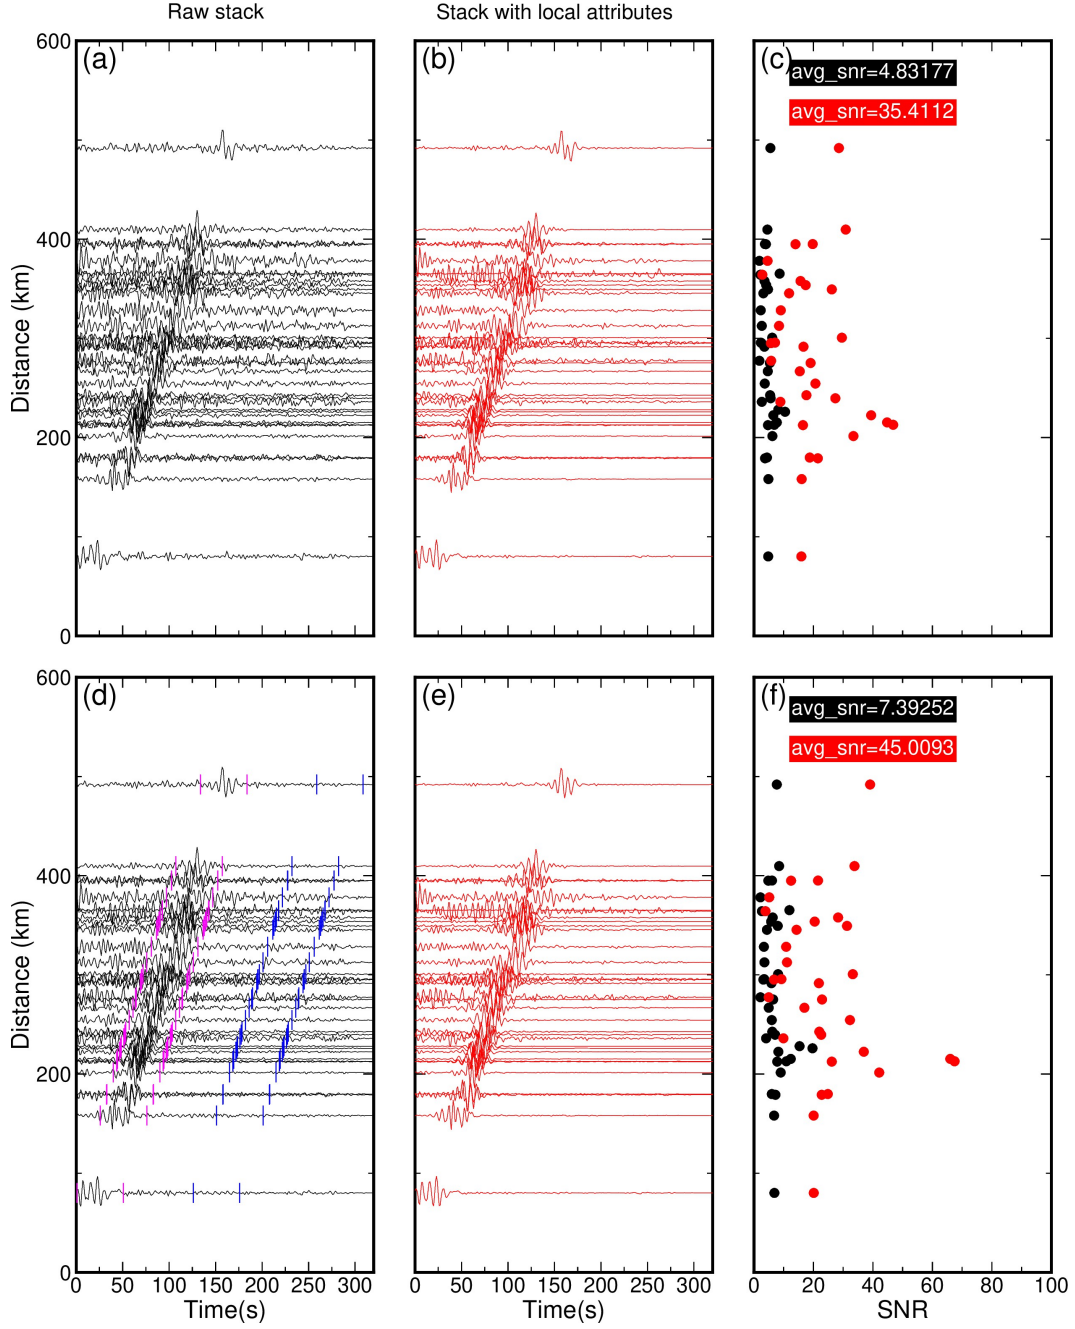 Raw stack
Stack with local attributes
600
(a)
(b)
(c)
avg_snr=4.83177
avg_snr=35.4112
400
Distance (km)
200
0
600
(d)
(e)
(f)
avg_snr=7.39252
avg_snr=45.0093
400
Distance (km)
200
0
0 50 100 150 200 250 300
0 50 100 150 200 250 300
0 20 40 60 80 100
Time(s)
Time(s)
SNR